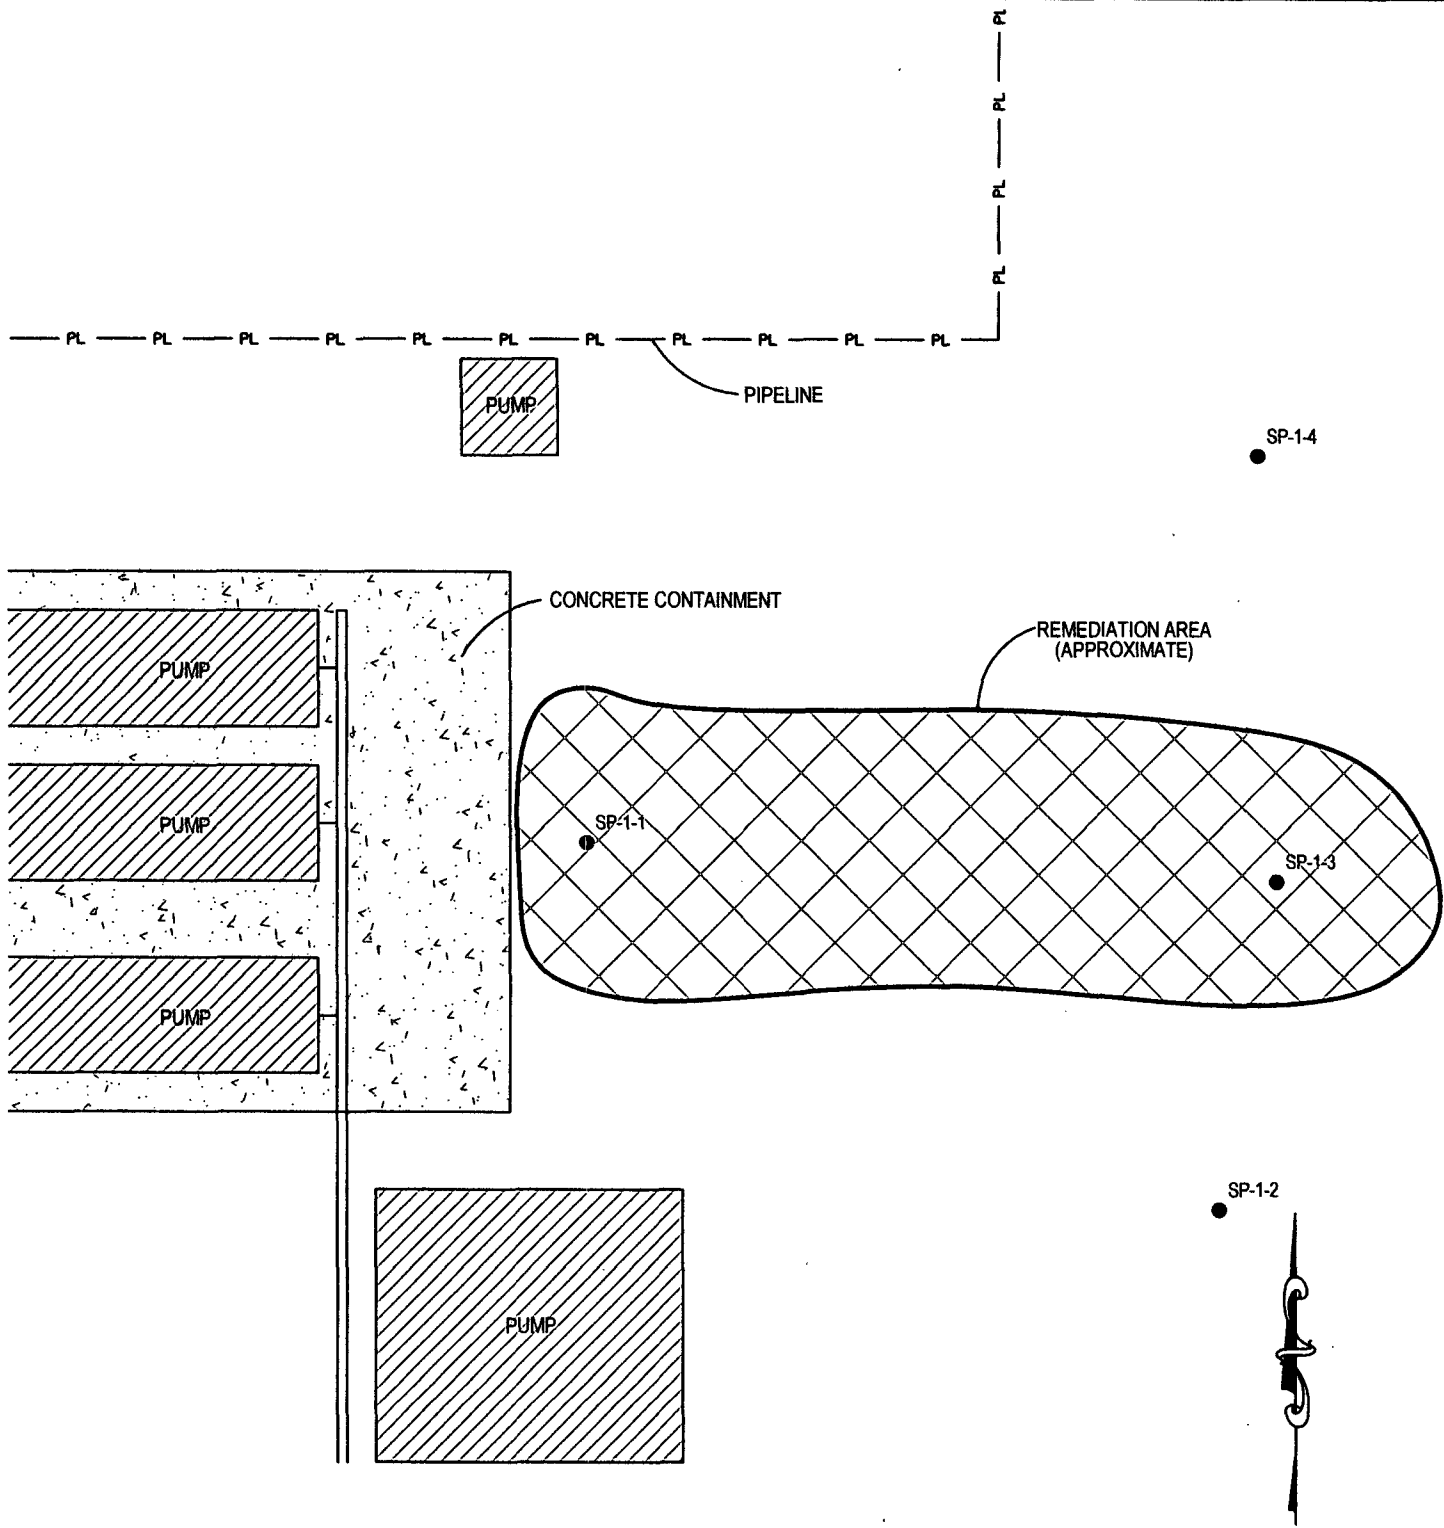 PL
PL
PL
PL
PL PL PL PL PL PL PL PL PL PL PL
PIPELINE
PUMP
SP-1-4
CONCRETE CONTAINMENT
REMEDIATION AREA
(APPROXIMATE)
PUMP
SP-1-1
PUMP
SP-1-3
PUMP
SP-1-2
PUMP